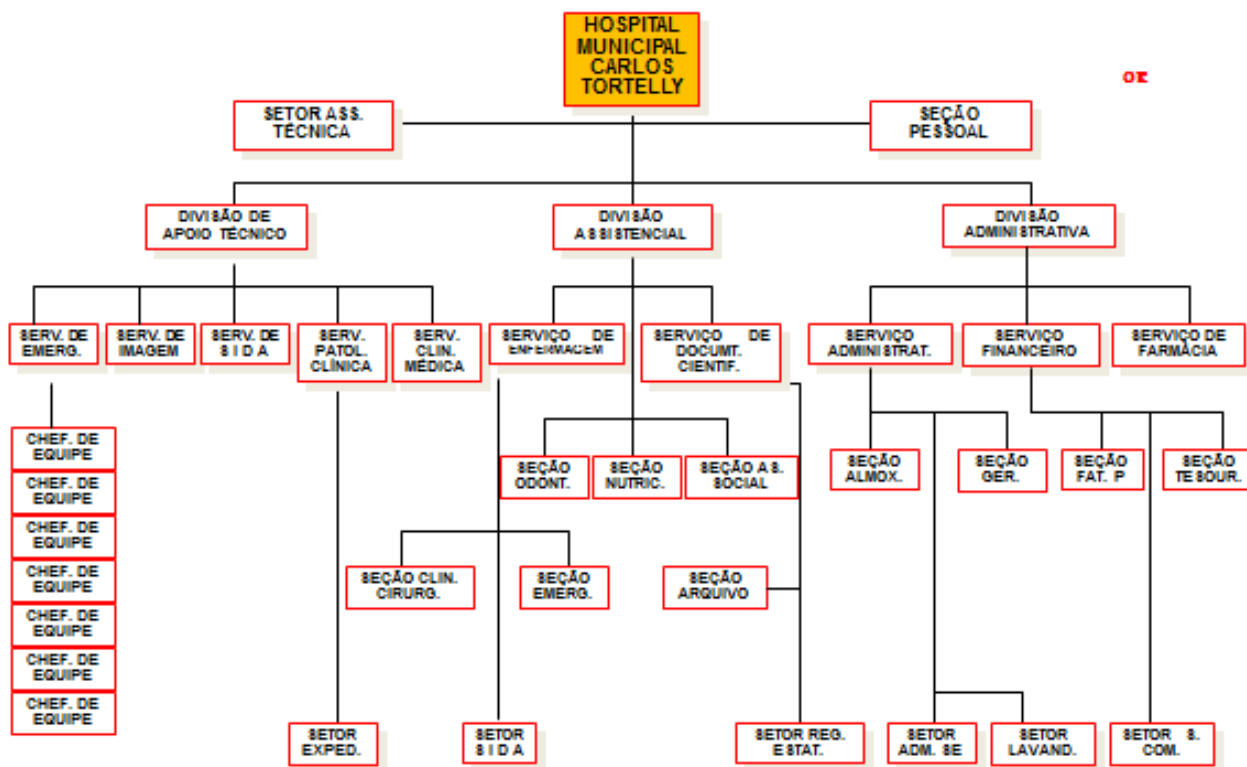 HOSPITAL
MUNICIPAL
CARLOS
TORTELLY
OK
SETOR ASS.
TÉCNICA
SEÇÃO
PESSOAL
DIVISÃO DE
APOIO TÉCNICO
DIVISÃO
ASSISTENCIAL
DIVISÃO
ADMINISTRATIVA
SERV. DE
EMERG.
SERV. DE
IMAGEM
SERV. DE
S I D A
SERV.
PATOL.
CLÍNICA
SERV.
CLIN.
MÉDICA
SERVIÇO DE
ENFERMAGEM
SERVIÇO DE
DOCUMT.
CIENTIF.
SERVIÇO
ADMINISTRAT.
SERVIÇO
FINANCEIRO
SERVIÇO DE
FARMÁCIA
CHEF. DE
EQUIPE
CHEF. DE
EQUIPE
CHEF. DE
EQUIPE
CHEF. DE
EQUIPE
CHEF. DE
EQUIPE
CHEF. DE
EQUIPE
CHEF. DE
EQUIPE
SEÇÃO
ODONT.
SEÇÃO
NUTRIC.
SEÇÃO AS.
SOCIAL
SEÇÃO
ALMOX.
SEÇÃO
GER.
SEÇÃO
FAT. P
SEÇÃO
TESOUR.
SEÇÃO CLIN.
CIRURG.
SEÇÃO
EMERG.
SEÇÃO
ARQUIVO
SETOR
EXPED.
SETOR
S I D A
SETOR REG.
ESTAT.
SETOR
ADM. SE
SETOR
LAVAND.
SETOR S.
COM.